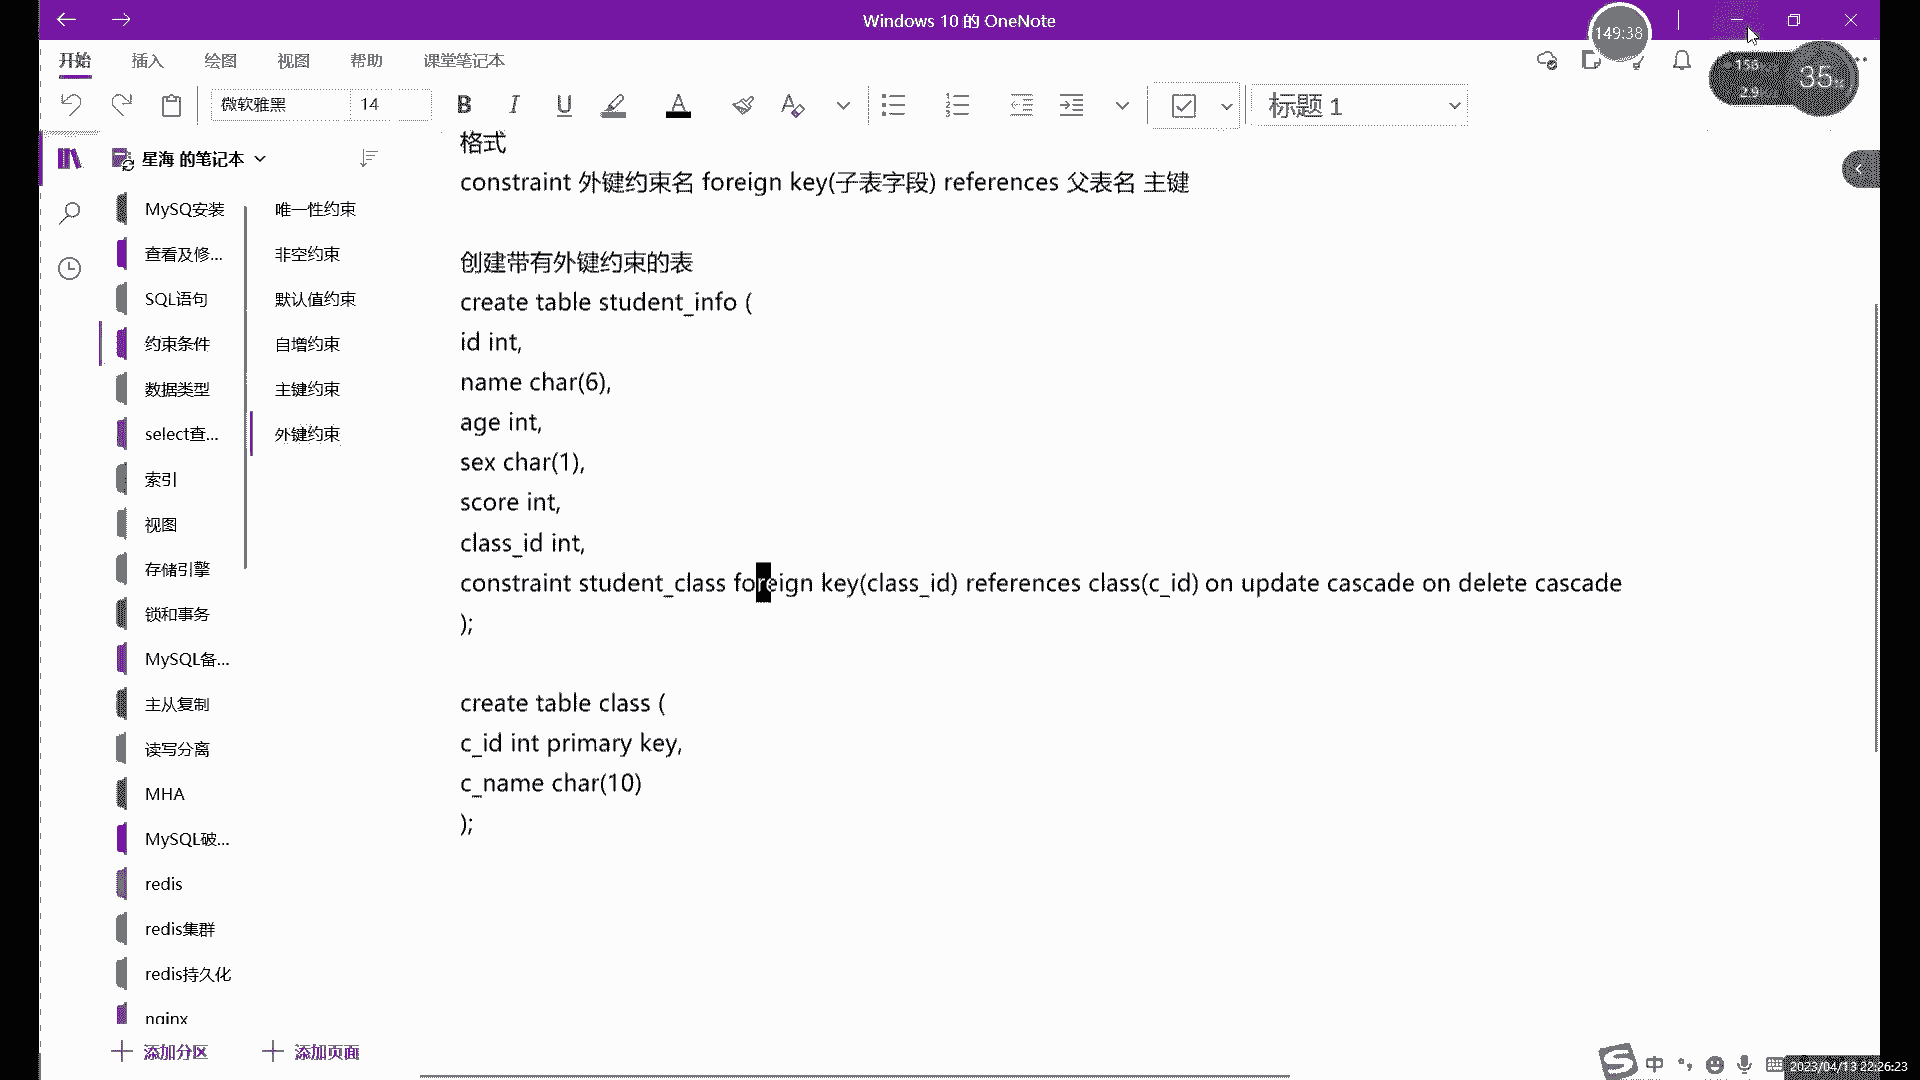 Windows 10 的 OneNote
149:38
开始 插入 绘图 视图 帮助 课堂笔记本
35
2.9
微软雅黑 14 B I U A A 标题 1
星海 的笔记本
MySQ安装
查看及修...
SQL语句
约束条件
数据类型
select查...
索引
视图
存储引擎
锁和事务
MySQL备...
主从复制
读写分离
MHA
MySQL破...
redis
redis集群
redis持久化
nginx
添加分区
唯一性约束
非空约束
默认值约束
自增约束
主键约束
外键约束
添加页面
格式
constraint 外键约束名 foreign key(子表字段) references 父表名 主键
创建带有外键约束的表
create table student_info (
id int,
name char(6),
age int,
sex char(1),
score int,
class_id int,
constraint student_class foreign key(class_id) references class(c_id) on update cascade on delete cascade
);
create table class (
c_id int primary key,
c_name char(10)
);
中
2023/04/13 22:26:23